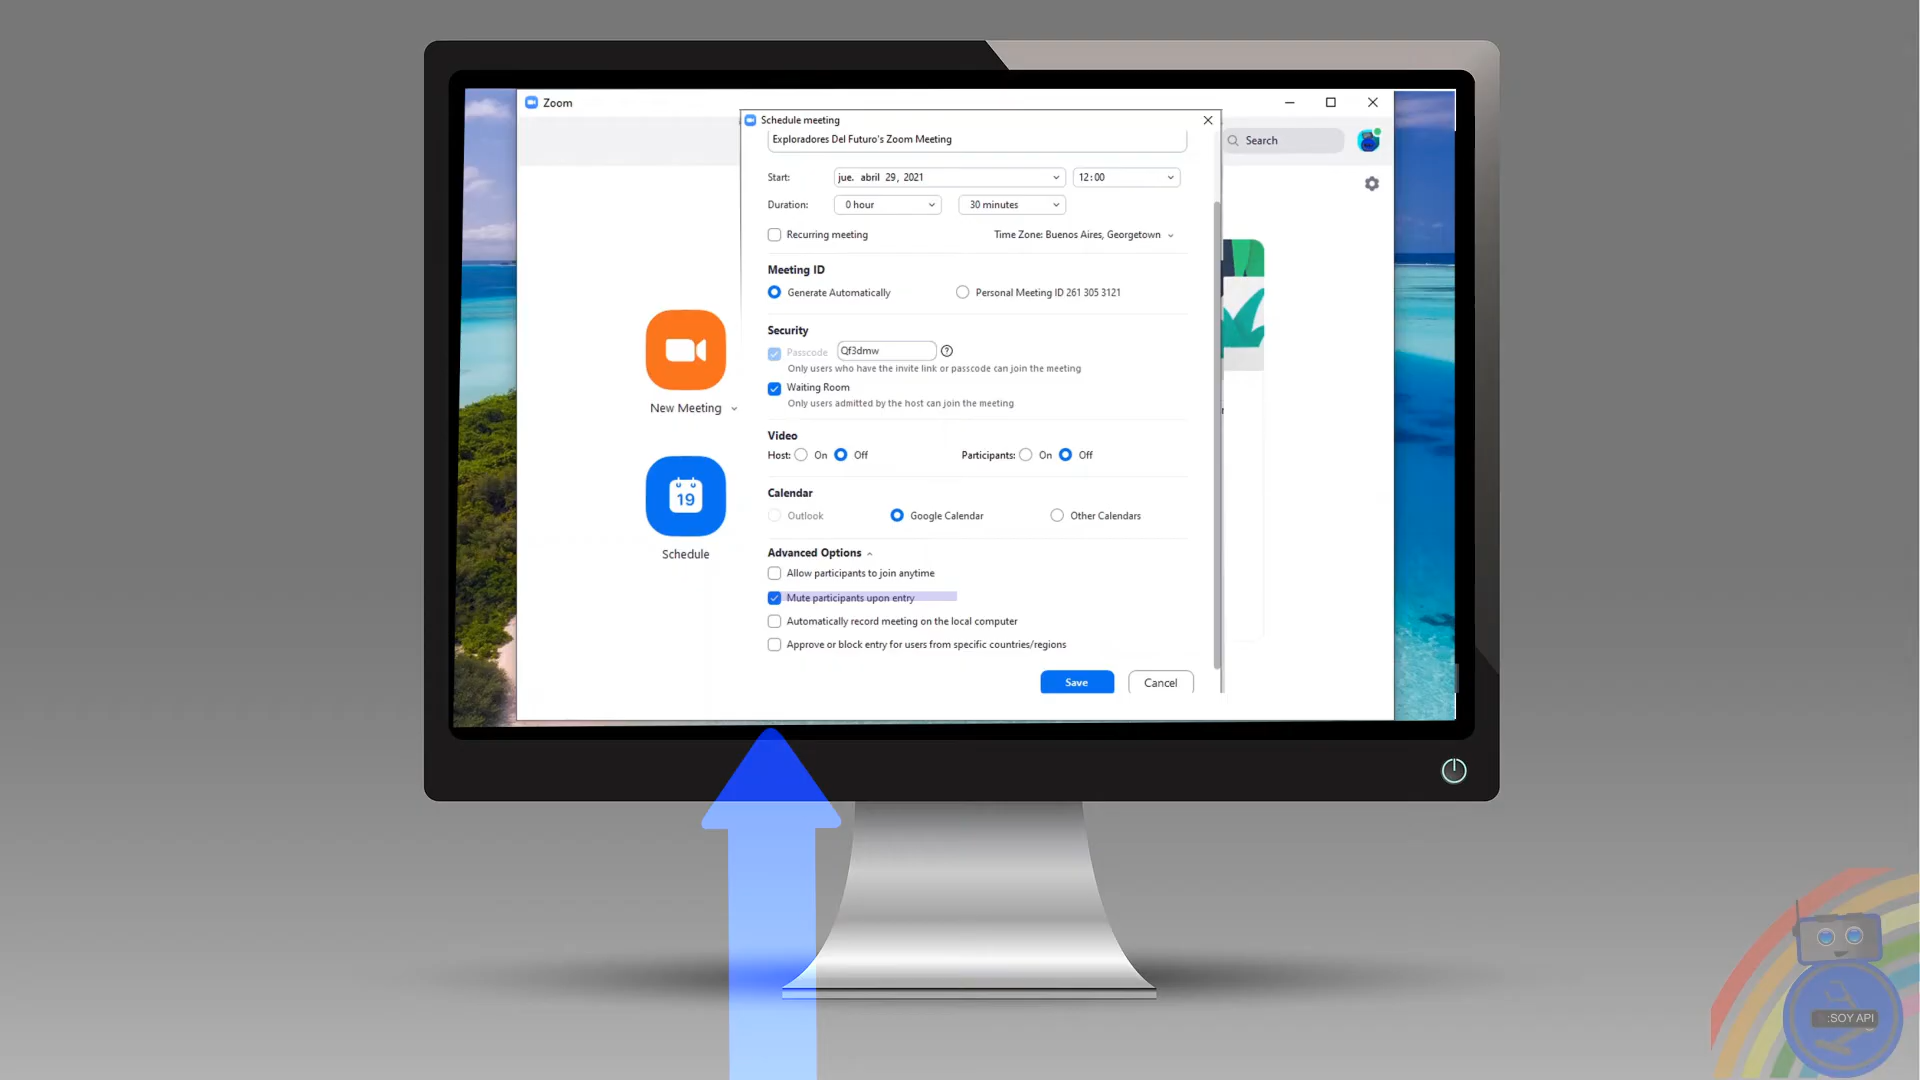 Zoom
Schedule meeting
Exploradores Del Futuro's Zoom Meeting
Search
Start: jue. abril 29, 2021 12:00
Duration: 0 hour 30 minutes
Recurring meeting Time Zone: Buenos Aires, Georgetown
Meeting ID
Generate Automatically Personal Meeting ID 261 305 3121
Security
Passcode Qf3dmw
Only users who have the invite link or passcode can join the meeting
Waiting Room
Only users admitted by the host can join the meeting
New Meeting
Video
Host: On Off Participants: On Off
Calendar
19
Outlook Google Calendar Other Calendars
Schedule
Advanced Options
Allow participants to join anytime
Mute participants upon entry
Automatically record meeting on the local computer
Approve or block entry for users from specific countries/regions
Save Cancel
:SOY API